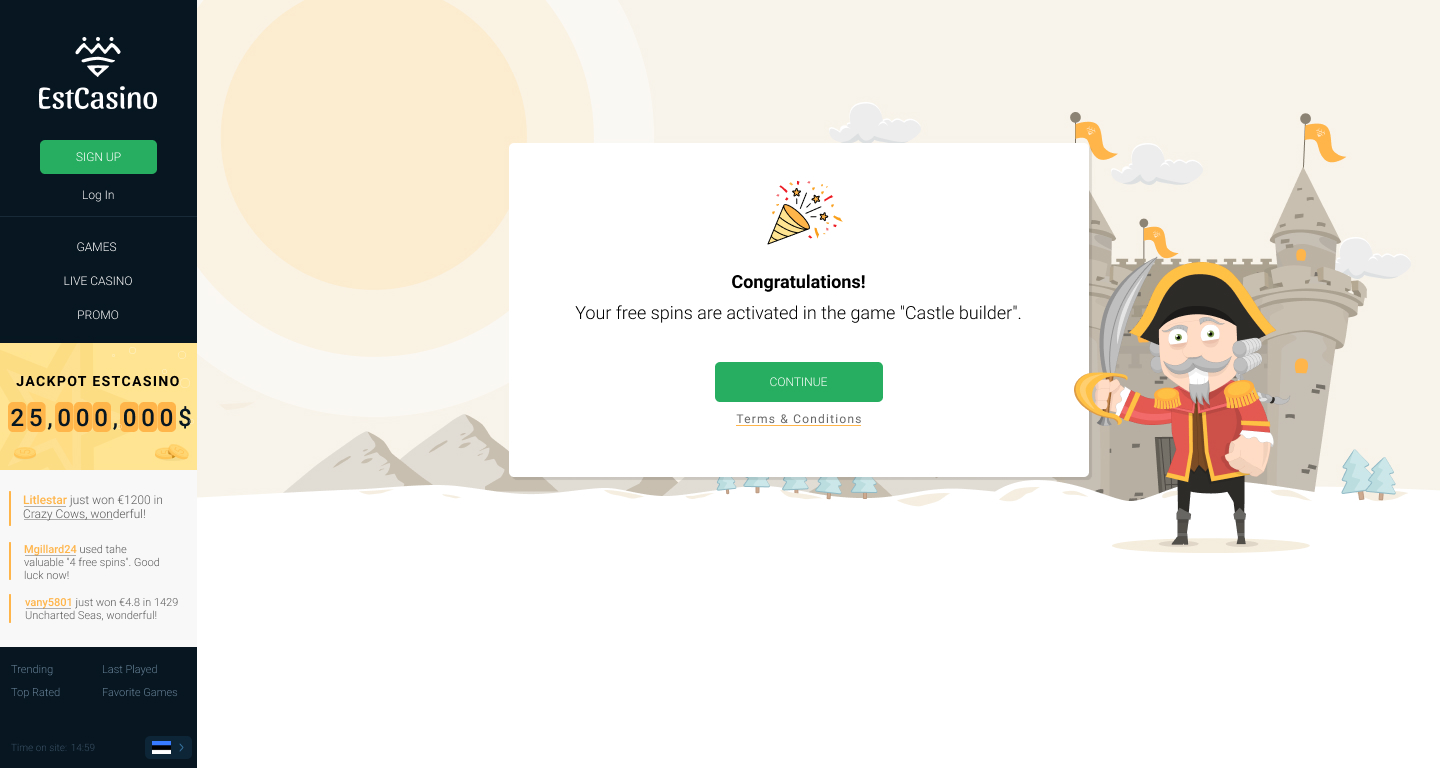 EstCasino
SIGN UP
Log In
GAMES
LIVE CASINO
PROMO
JACKPOT ESTCASINO
25,000,000$
Litlestar just won €1200 in
Crazy Cows, wonderful!
Mgillard24 used tahe
valuable "4 free spins". Good
luck now!
vany5801 just won €4.8 in 1429
Uncharted Seas, wonderful!
Trending
Last Played
Top Rated
Favorite Games
Time on site: 14:59
Congratulations!
Your free spins are activated in the game "Castle builder".
CONTINUE
Terms & Conditions